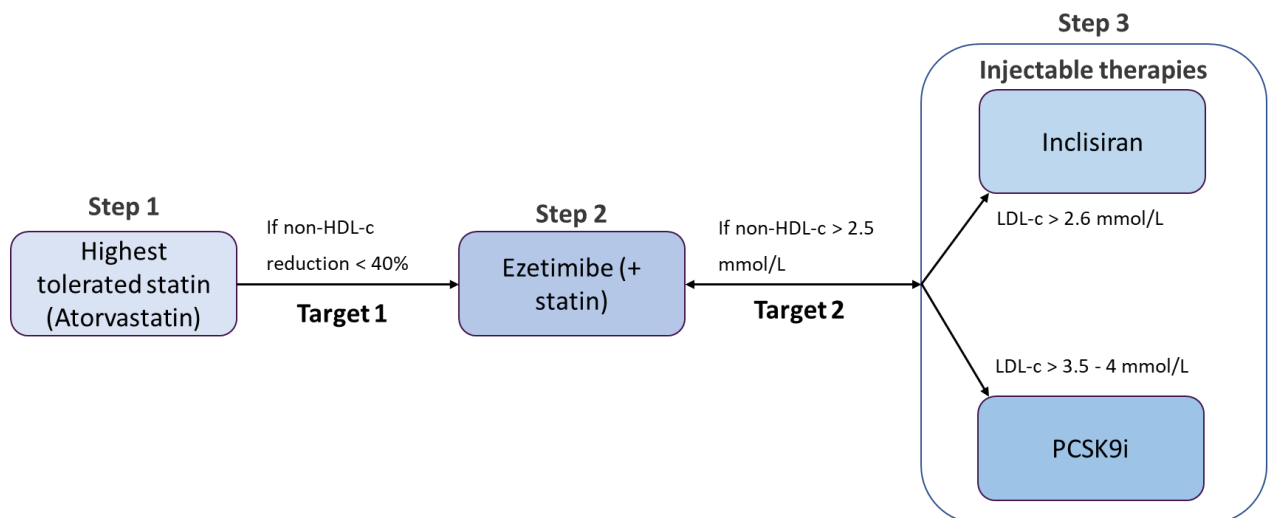 Step 3
Injectable therapies
Inclisiran
LDL-c > 2.6 mmol/L
Step 1
Highest
tolerated statin
(Atorvastatin)
If non-HDL-c
reduction < 40%
Target 1
Step 2
Ezetimibe (+
statin)
If non-HDL-c > 2.5
mmol/L
Target 2
LDL-c > 3.5 - 4 mmol/L
PCSK9i